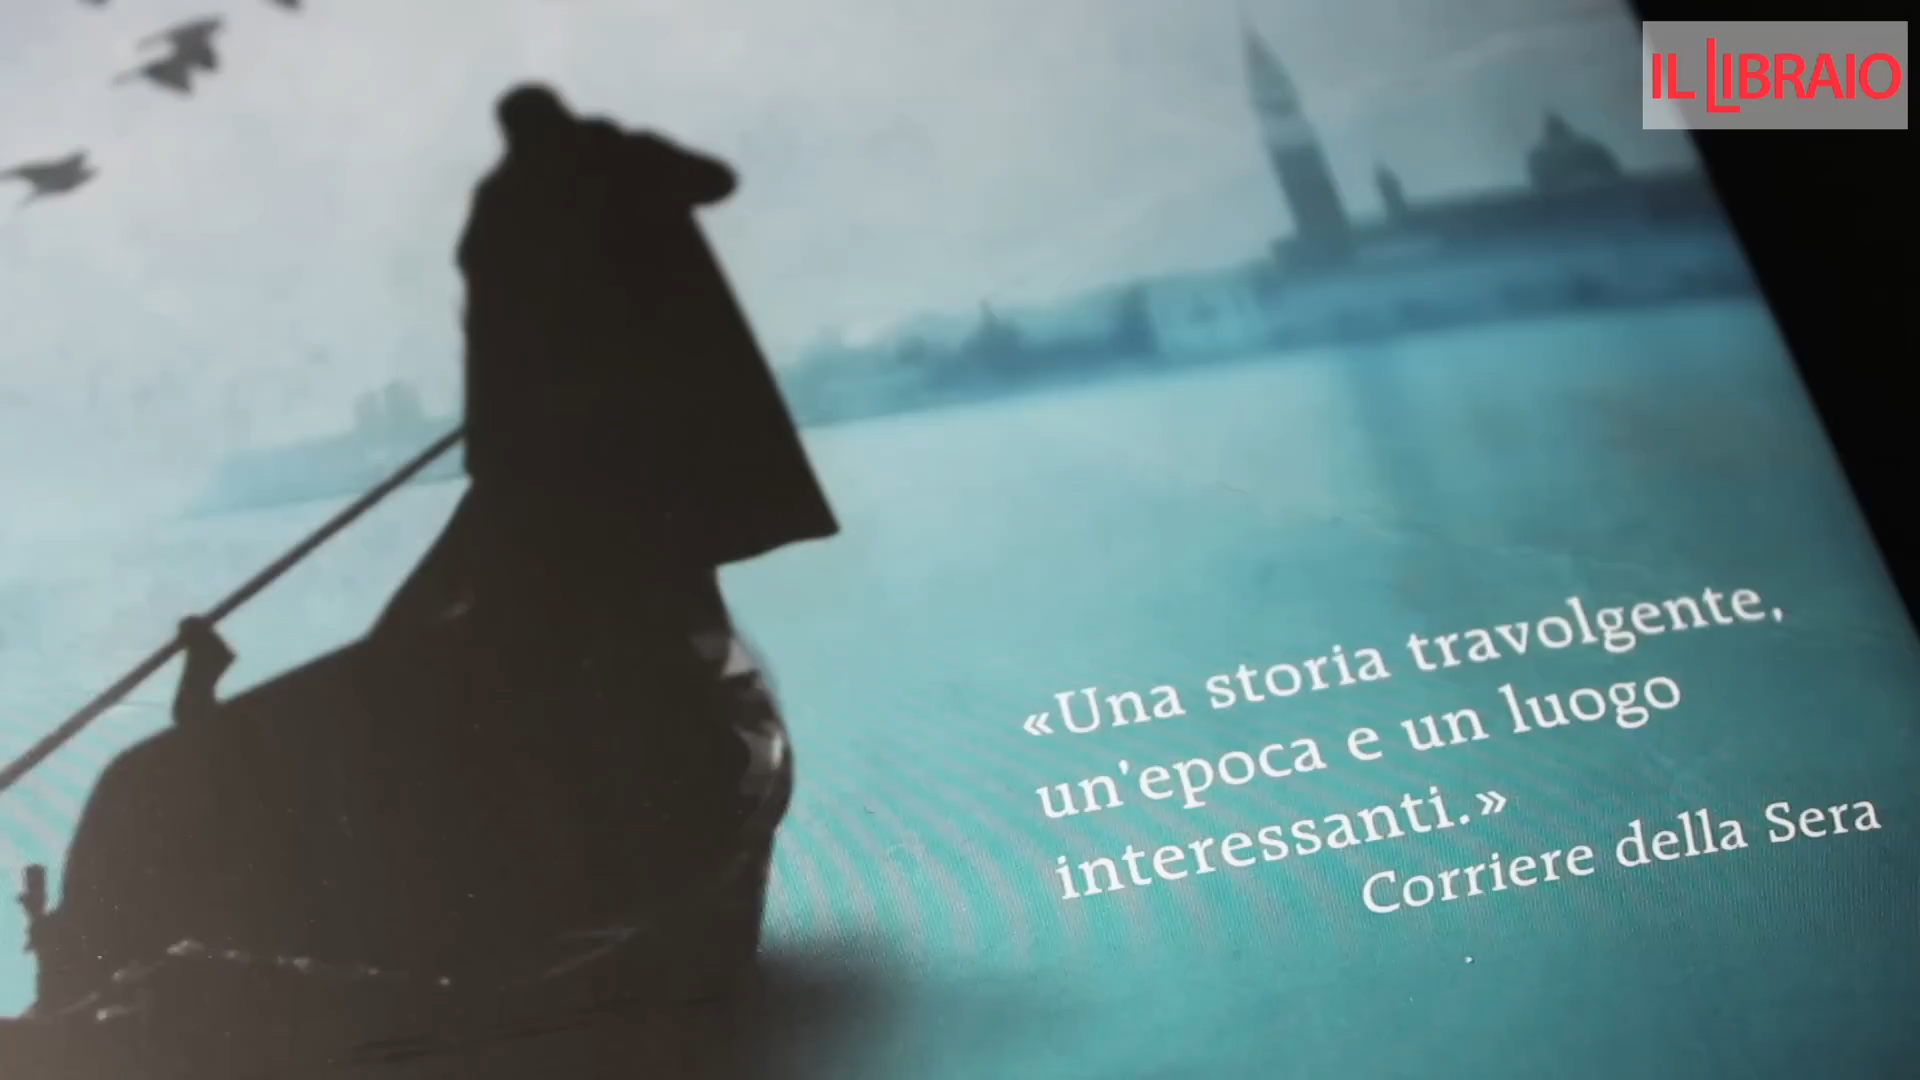 IL LIBRAIO
«Una storia travolgente,
un'epoca e un luogo
interessanti.»
Corriere della Sera